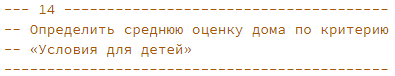 --- 14 -------------------------------------
-- Определить среднюю оценку дома по критерию
-- «Условия для детей»
----------------------------------------------